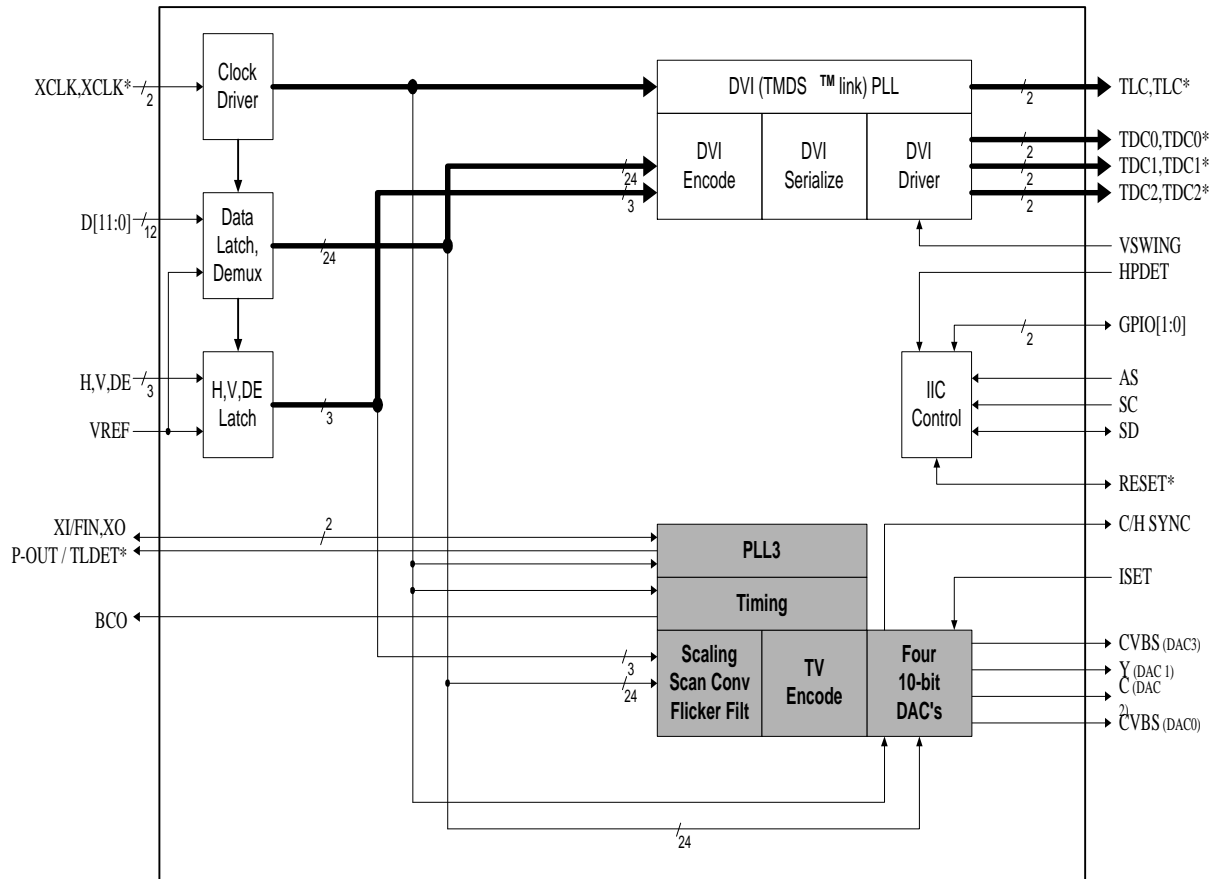 Clock
Driver
XCLK,XCLK*
2
DVI (TMDS ™ link) PLL
2
TLC,TLC*
DVI
Encode
DVI
Serialize
DVI
Driver
2
TDC0,TDC0*
2
TDC1,TDC1*
2
TDC2,TDC2*
24
3
D[11:0]
12
Data
Latch,
Demux
24
VSWING
HPDET
2
GPIO[1:0]
H,V,DE
3
H,V,DE
Latch
3
VREF
IIC
Control
AS
SC
SD
RESET*
C/H SYNC
XI/FIN,XO
2
P-OUT / TLDET*
PLL3
ISET
Timing
BCO
3
24
Scaling
Scan Conv
Flicker Filt
TV
Encode
Four
10-bit
DAC's
CVBS (DAC3)
Y (DAC 1)
C (DAC
2)
CVBS (DAC0)
24